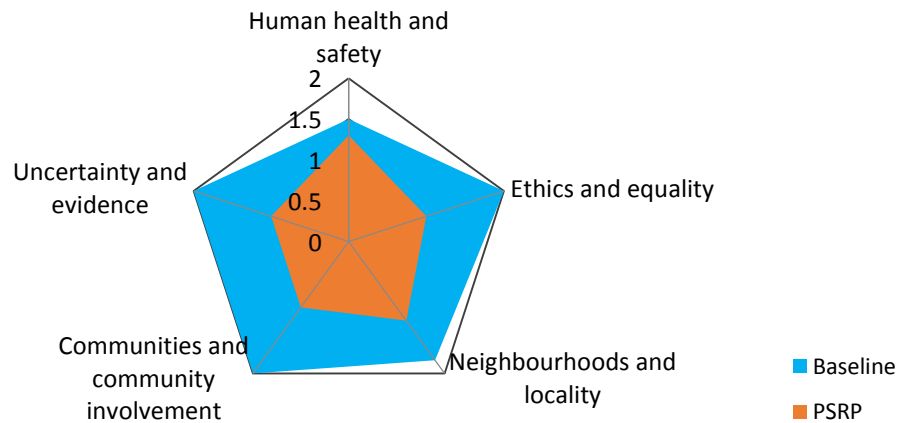 Human health and
safety
2
1.5
1
0.5
0
Uncertainty and
evidence
Ethics and equality
Communities and
community
involvement
Neighbourhoods and
locality
Baseline
PSRP